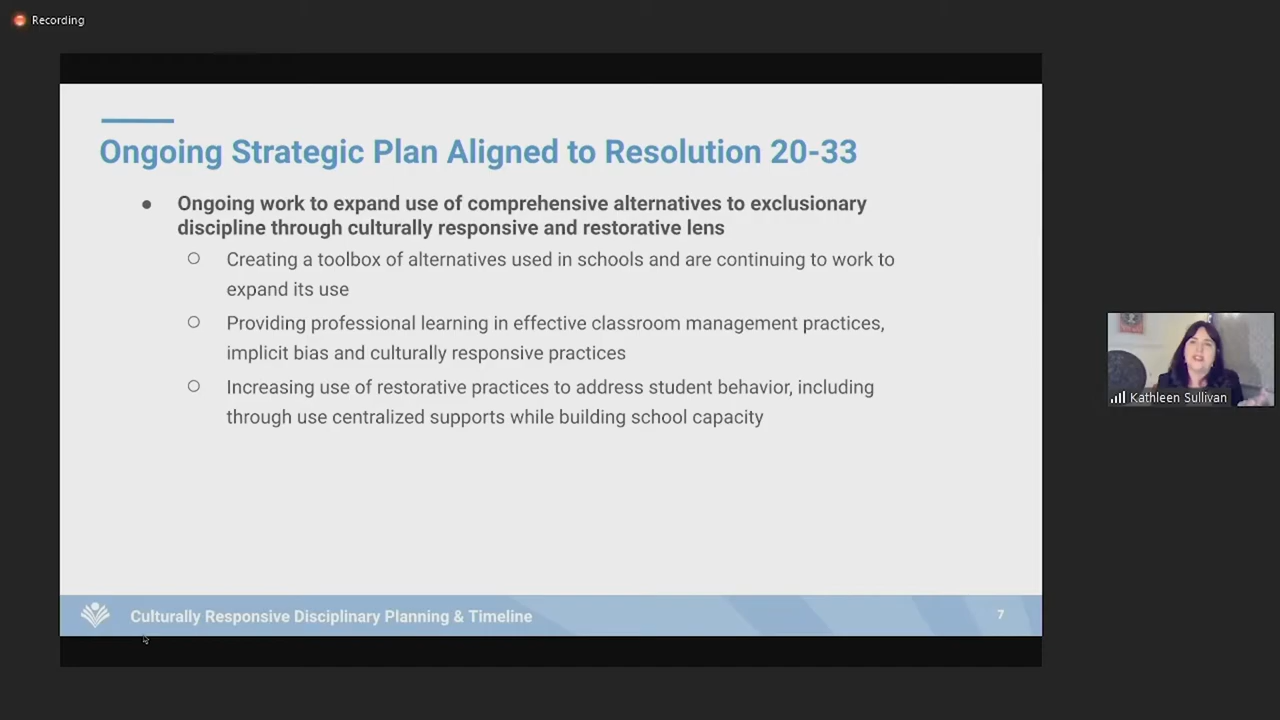 Recording
Ongoing Strategic Plan Aligned to Resolution 20-33
● Ongoing work to expand use of comprehensive alternatives to exclusionary
discipline through culturally responsive and restorative lens
○ Creating a toolbox of alternatives used in schools and are continuing to work to
expand its use
○ Providing professional learning in effective classroom management practices,
implicit bias and culturally responsive practices
○ Increasing use of restorative practices to address student behavior, including
through use centralized supports while building school capacity
Kathleen Sullivan
Culturally Responsive Disciplinary Planning & Timeline
7